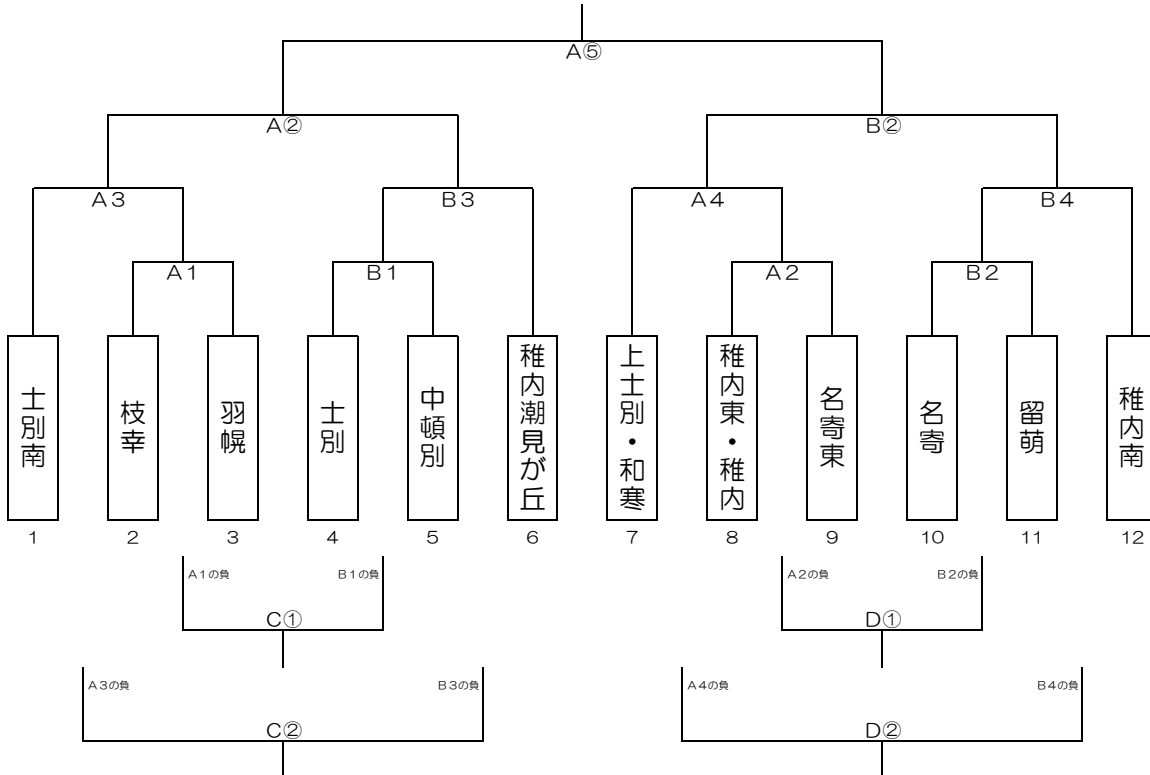 A⑤
A② B②
A3 B3 A4 B4
A1 B1 A2 B2
士別南
枝幸
羽幌
士別
中頓別
稚内潮見が丘
上士別・和寒
稚内東・稚内
名寄東
名寄
留萌
稚内南
1 2 3 4 5 6 7 8 9 10 11 12
A1の負 B1の負 A2の負 B2の負
C① D①
A3の負 B3の負 A4の負 B4の負
C② D②